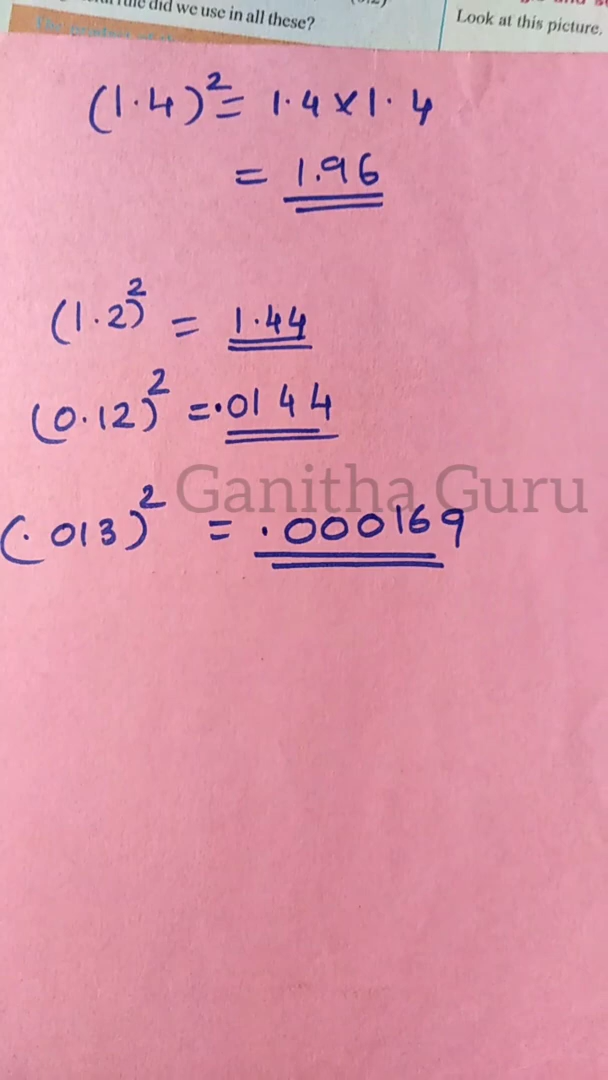 rule did we use in all these?
Look at this picture.
(1.4)² = 1.4 × 1.4
= 1.96
(1.2)² = 1.44
(0.12)² = .0144
Ganitha Guru
(.013)² = .000169